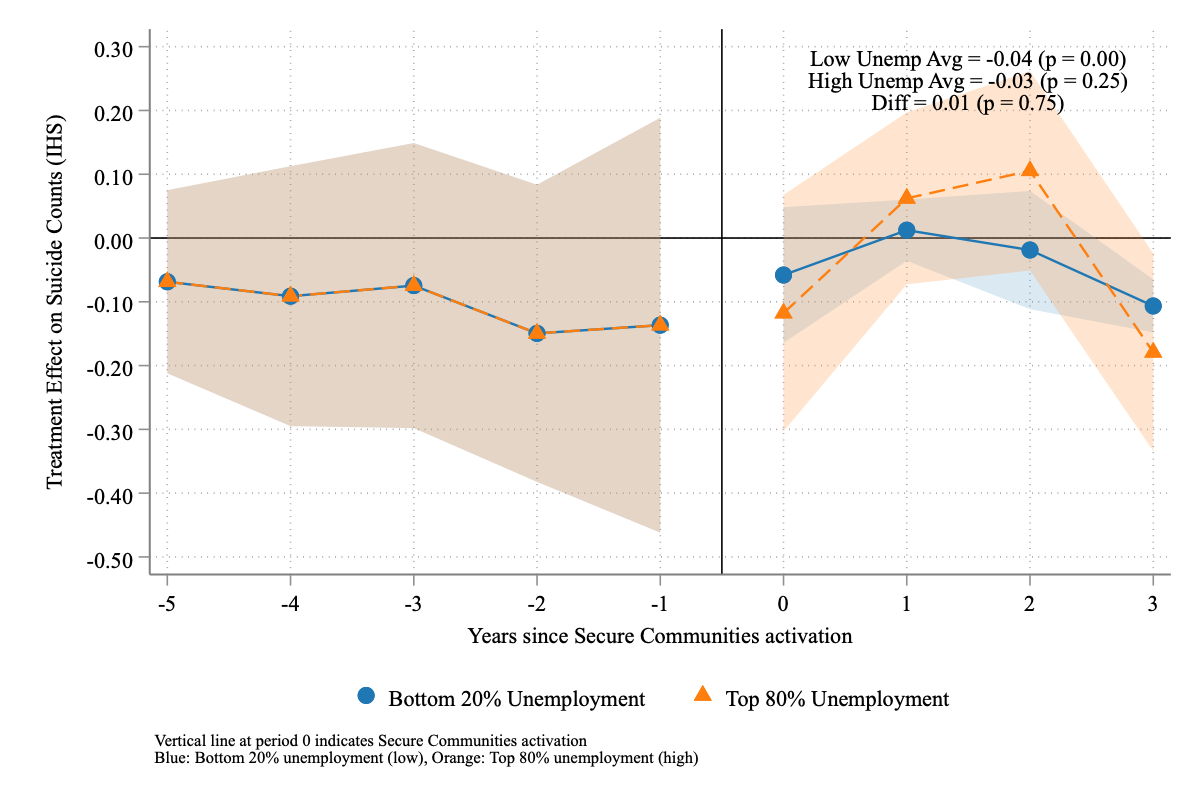 Low Unemp Avg = -0.04 (p = 0.00)
High Unemp Avg = -0.03 (p = 0.25)
Diff = 0.01 (p = 0.75)
Treatment Effect on Suicide Counts (IHS)
0.30
0.20
0.10
0.00
-0.10
-0.20
-0.30
-0.40
-0.50
-5 -4 -3 -2 -1 0 1 2 3
Years since Secure Communities activation
Bottom 20% Unemployment Top 80% Unemployment
Vertical line at period 0 indicates Secure Communities activation
Blue: Bottom 20% unemployment (low), Orange: Top 80% unemployment (high)